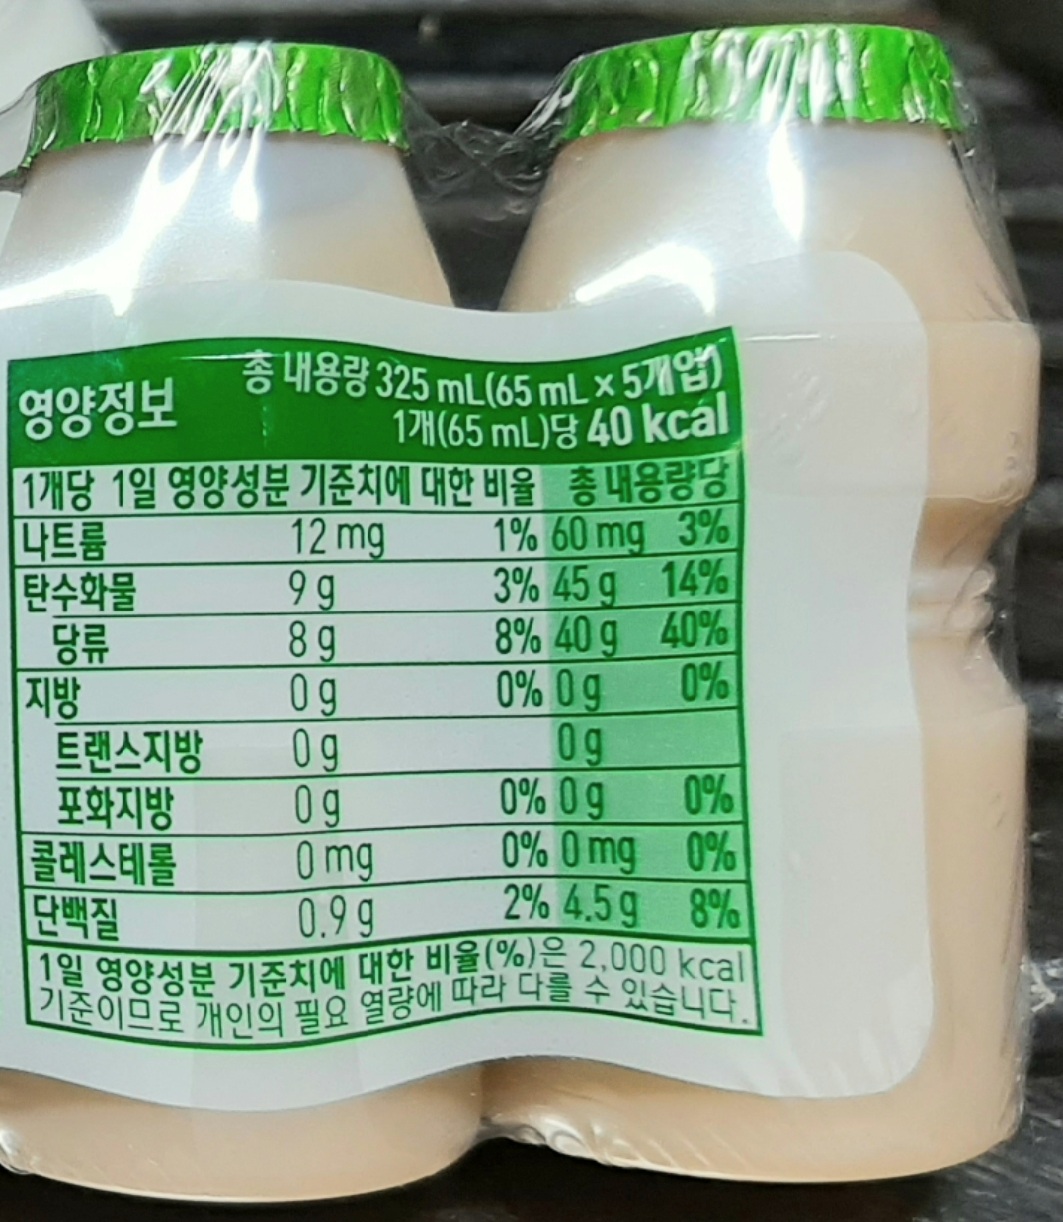 영양정보
총 내용량 325 mL(65 mL × 5개입)
1개(65 mL)당 40 kcal
1개당 1일 영양성분 기준치에 대한 비율 총 내용량당
나트륨 12 mg 1% 60 mg 3%
탄수화물 9 g 3% 45 g 14%
당류 8 g 8% 40 g 40%
지방 0 g 0% 0 g 0%
트랜스지방 0 g 0 g
포화지방 0 g 0% 0 g 0%
콜레스테롤 0 mg 0% 0 mg 0%
단백질 0.9 g 2% 4.5 g 8%
1일 영양성분 기준치에 대한 비율(%)은 2,000 kcal
기준이므로 개인의 필요 열량에 따라 다를 수 있습니다.